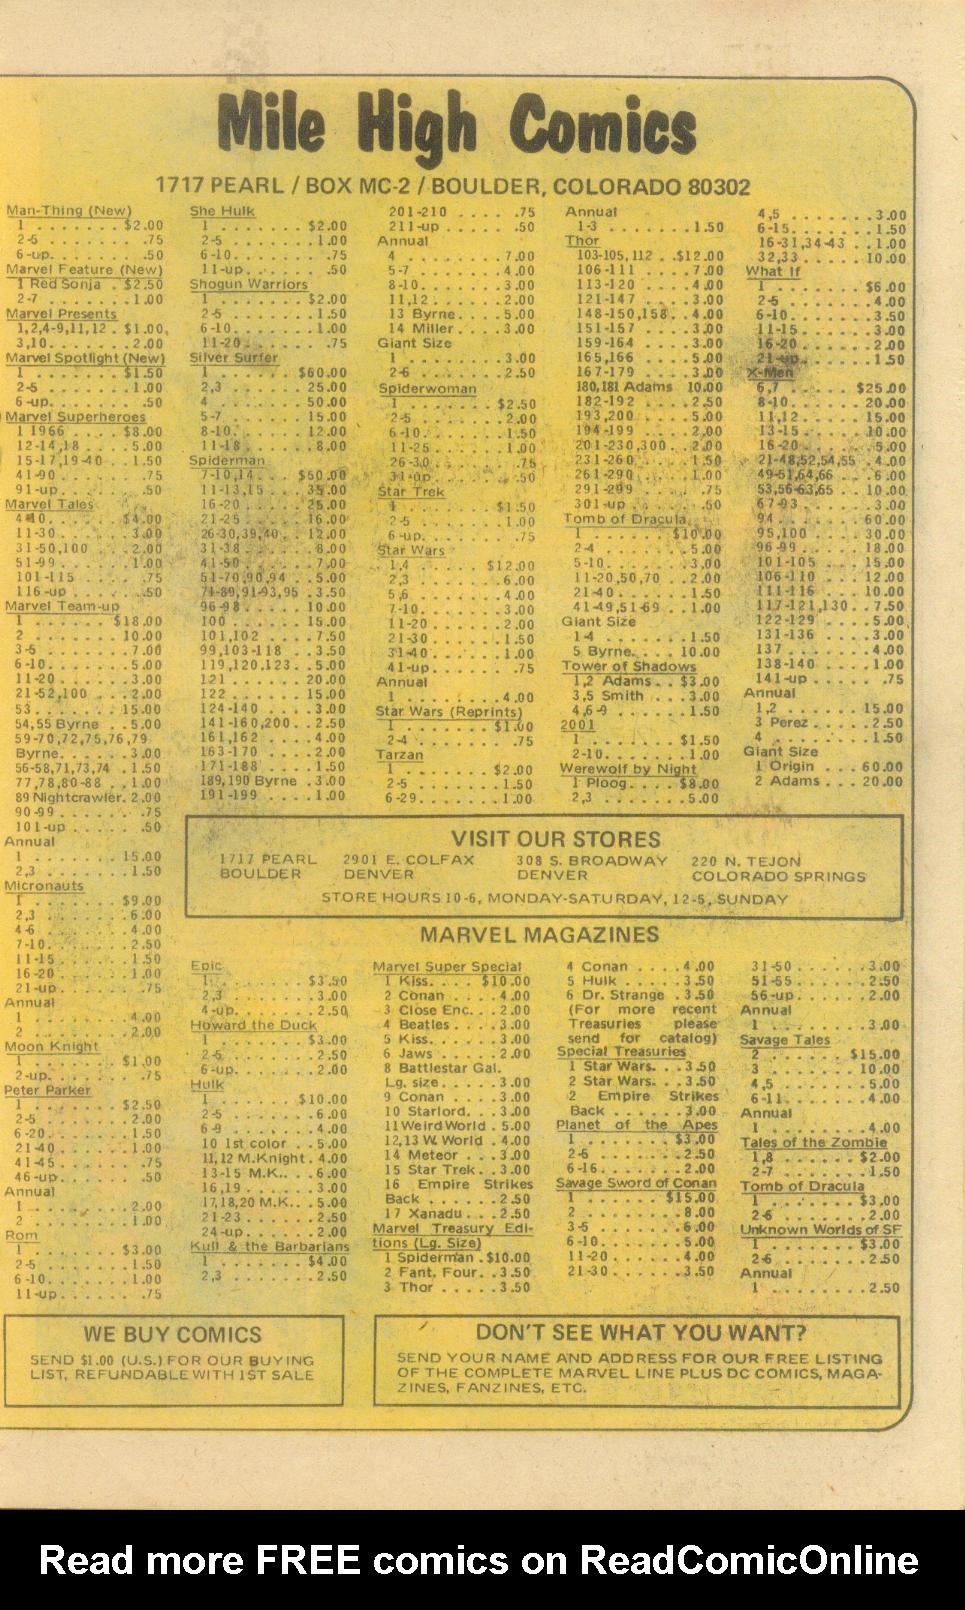 Mile High Comics
1717 PEARL / BOX MC-2 / BOULDER, COLORADO 80302
Man-Thing (New)
1 . . . . . . . $2.00
2-5 . . . . . . . .75
6-up. . . . . . . .50
Marvel Feature (New)
1 Red Sonja . $2.50
2-7 . . . . . . . 1.00
Marvel Presents
1,2,4-9,11,12 . $1.00
3,10. . . . . . . 2.00
Marvel Spotlight (New)
1 . . . . . . . $1.50
2-5 . . . . . . . 1.00
6-up. . . . . . . .50
Marvel Superheroes
1 1966 . . . . $8.00
12-14,18 . . . . 5.00
15-17,19-40 . . 1.50
41-90 . . . . . . .75
91-up . . . . . . .50
Marvel Tales
4-10. . . . . . $4.00
11-30 . . . . . . 3.00
31-50,100 . . . 2.00
51-99 . . . . . . 1.00
101-115 . . . . . .75
116-up . . . . . .50
Marvel Team-up
1 . . . . . . . $18.00
2 . . . . . . . 10.00
3-5 . . . . . . . 7.00
6-10. . . . . . . 5.00
11-20 . . . . . . 3.00
21-52,100 . . . 2.00
53. . . . . . . 15.00
54,55 Byrne . . 5.00
59-70,72,75,76,79
Byrne. . . . . . 3.00
56-58,71,73,74 . 1.50
77,78,80-88 . . 1.00
89 Nightcrawler. 2.00
90-99 . . . . . . .75
101-up . . . . . .50
Annual
1 . . . . . . . 15.00
2,3 . . . . . . . 1.50
Micronauts
1 . . . . . . . $9.00
2,3 . . . . . . . 6.00
4-6 . . . . . . . 4.00
7-10. . . . . . . 2.50
11-15 . . . . . . 1.50
16-20 . . . . . . 1.00
21-up . . . . . . .75
Annual
1 . . . . . . . 4.00
2 . . . . . . . 2.00
Moon Knight
1 . . . . . . . $1.00
2-up. . . . . . . .75
Peter Parker
1 . . . . . . . $2.50
2-5 . . . . . . . 2.00
6-20. . . . . . . 1.50
21-40 . . . . . . 1.00
41-45 . . . . . . .75
46-up . . . . . . .50
Annual
1 . . . . . . . 2.00
2 . . . . . . . 1.00
Rom
1 . . . . . . . $3.00
2-5 . . . . . . . 1.50
6-10. . . . . . . 1.00
11-up . . . . . . .75
She Hulk
1 . . . . . . . $2.00
2-5 . . . . . . . 1.00
6-10. . . . . . . .75
11-up . . . . . . .50
Shogun Warriors
1 . . . . . . . $2.00
2-5 . . . . . . . 1.50
6-10. . . . . . . 1.00
11-20 . . . . . . .75
Silver Surfer
1 . . . . . . . $60.00
2,3 . . . . . . 25.00
4 . . . . . . . 50.00
5-7 . . . . . . 15.00
8-10. . . . . . 12.00
11-18 . . . . . . 8.00
Spiderman
7-10,14 . . . $50.00
11-13,15 . . . 35.00
16-20 . . . . . 25.00
21-25 . . . . . 16.00
26-30,39,40 . . 12.00
31-38 . . . . . . 8.00
41-50 . . . . . . 7.00
51-70,90,94 . . 5.00
71-89,91-93,95 . 3.50
96-98 . . . . . 10.00
100 . . . . . . 15.00
101,102 . . . . 7.50
99,103-118 . . 3.50
119,120,123. . . 5.00
121 . . . . . . 20.00
122 . . . . . . 15.00
124-140 . . . . 3.00
141-160,200. . . 2.50
161,162 . . . . 4.00
163-170 . . . . 2.00
171-188 . . . . 1.50
189,190 Byrne . 3.00
191-199 . . . . 1.00
201-210 . . . . . .75
211-up . . . . . .50
Annual
4 . . . . . . . 7.00
5-7 . . . . . . . 4.00
8-10. . . . . . . 3.00
11,12 . . . . . . 2.00
13 Byrne. . . . . 5.00
14 Miller. . . . . 3.00
Giant Size
1 . . . . . . . 3.00
2-6 . . . . . . . 2.50
Spiderwoman
1 . . . . . . . $2.50
2-5 . . . . . . . 2.00
6-10. . . . . . . 1.50
11-25 . . . . . . 1.00
26-30 . . . . . . .75
31-up . . . . . . .50
Star Trek
1 . . . . . . . $1.50
2-5 . . . . . . . 1.00
6-up. . . . . . . .75
Star Wars
1,4 . . . . . . $12.00
2,3 . . . . . . . 6.00
5,6 . . . . . . . 4.00
7-10. . . . . . . 3.00
11-20 . . . . . . 2.00
21-30 . . . . . . 1.50
31-40 . . . . . . 1.00
41-up. . . . . . .75
Annual
1 . . . . . . . 4.00
Star Wars (Reprints)
1 . . . . . . . $1.00
2-4 . . . . . . . .75
Tarzan
1 . . . . . . . $2.00
2-5 . . . . . . . 1.50
6-29. . . . . . . 1.00
Annual
1-3 . . . . . . . 1.50
Thor
103-105,112 . . $12.00
106-111 . . . . 7.00
113-120 . . . . 4.00
121-147 . . . . 3.00
148-150,158. . 4.00
151-157 . . . . 3.00
159-164 . . . . 3.00
165,166 . . . . 5.00
167-179 . . . . 3.00
180,181 Adams 10.00
182-192 . . . . 2.50
193,200 . . . . 5.00
194-199 . . . . 2.00
201-230,300 . . 2.00
231-260 . . . . 1.50
261-290 . . . . 1.00
291-299 . . . . .75
301-up . . . . . .50
Tomb of Dracula
1 . . . . . . . $10.00
2-4 . . . . . . . 5.00
5-10. . . . . . . 3.00
11-20,50,70 . . 2.00
21-40 . . . . . . 1.50
41-49,51-69 . . 1.00
Giant Size
1-4 . . . . . . . 1.50
5 Byrne. . . . 10.00
Tower of Shadows
1,2 Adams . . $3.00
3,5 Smith . . . 3.00
4,6-9 . . . . . . 1.50
2001
1 . . . . . . . $1.50
2-10. . . . . . . 1.00
Werewolf by Night
1 Ploog. . . . $8.00
2,3 . . . . . . . 5.00
4,5 . . . . . . . 3.00
6-15. . . . . . . 1.50
16-31,34-43 . . 1.00
32,33 . . . . . 10.00
What If
1 . . . . . . . $6.00
2-5 . . . . . . . 4.00
6-10. . . . . . . 3.50
11-15 . . . . . . 3.00
16-20 . . . . . . 2.00
21-up. . . . . . 1.50
X-Men
6,7 . . . . . . $25.00
8-10. . . . . . 20.00
11,12 . . . . . 15.00
13-15 . . . . . 10.00
16-20 . . . . . . 5.00
21-48,52,54,55 . 4.00
49-51,64,66 . . 6.00
53,56-63,65 . . 10.00
67-93 . . . . . . 3.00
94. . . . . . . 60.00
95,100 . . . . 30.00
96-99 . . . . . 18.00
101-105 . . . . 15.00
106-110 . . . . 12.00
111-116 . . . . 10.00
117-121,130 . . 7.50
122-129 . . . . 5.00
131-136 . . . . 3.00
137 . . . . . . . 4.00
138-140 . . . . 1.00
141-up . . . . . .75
Annual
1,2 . . . . . . 15.00
3 Perez . . . . . 2.50
4 . . . . . . . 1.50
Giant Size
1 Origin . . . 60.00
2 Adams . . . 20.00
VISIT OUR STORES
1717 PEARL 2901 E. COLFAX 308 S. BROADWAY 220 N. TEJON
BOULDER DENVER DENVER COLORADO SPRINGS
STORE HOURS 10-6, MONDAY-SATURDAY, 12-5, SUNDAY
MARVEL MAGAZINES
Epic
1 . . . . . . . $3.50
2,3 . . . . . . . 3.00
4-up. . . . . . . 2.50
Howard the Duck
1 . . . . . . . $3.00
2-5 . . . . . . . 2.50
6-up. . . . . . . 2.00
Hulk
1 . . . . . . . $10.00
2-5 . . . . . . . 6.00
6-9 . . . . . . . 4.00
10 1st color . . 5.00
11,12 M.Knight. 4.00
13-15 M.K.. . . 6.00
16,19 . . . . . . 3.00
17,18,20 M.K.. . 5.00
21-23 . . . . . . 2.50
24-up . . . . . . 2.00
Kull & the Barbarians
1 . . . . . . . $4.00
2,3 . . . . . . . 2.50
Marvel Super Special
1 Kiss. . . . $10.00
2 Conan . . . . 4.00
3 Close Enc.. . 2.00
4 Beatles. . . . 3.00
5 Kiss. . . . . . 3.00
6 Jaws . . . . . 2.00
8 Battlestar Gal.
Lg. size. . . . . 3.00
9 Conan . . . . 3.00
10 Starlord. . . 3.00
11 Weird World . 5.00
12,13 W. World . 4.00
14 Meteor . . . 3.00
15 Star Trek. . . 3.00
16 Empire Strikes
Back . . . . . . 2.50
17 Xanadu. . . 2.50
Marvel Treasury Edi-
tions (Lg. Size)
1 Spiderman . $10.00
2 Fant. Four. . 3.50
3 Thor . . . . . 3.50
4 Conan . . . . 4.00
5 Hulk . . . . . 3.50
6 Dr. Strange . 3.50
(For more recent
Treasuries please
send for catalog)
Special Treasuries
1 Star Wars. . . 3.50
2 Star Wars. . . 3.50
2 Empire Strikes
Back . . . . . . 3.00
Planet of the Apes
1 . . . . . . . $3.00
2-5 . . . . . . . 2.50
6-16. . . . . . . 2.00
Savage Sword of Conan
1 . . . . . . . $15.00
2 . . . . . . . 8.00
3-5 . . . . . . . 6.00
6-10. . . . . . . 5.00
11-20 . . . . . . 4.00
21-30 . . . . . . 3.50
31-50 . . . . . . 3.00
51-55 . . . . . . 2.50
56-up. . . . . . 2.00
Annual
1 . . . . . . . 3.00
Savage Tales
2 . . . . . . . $15.00
3 . . . . . . . 10.00
4,5 . . . . . . . 5.00
6-11. . . . . . . 4.00
Annual
1 . . . . . . . 4.00
Tales of the Zombie
1,8 . . . . . . $2.00
2-7 . . . . . . . 1.50
Tomb of Dracula
1 . . . . . . . $3.00
2-6 . . . . . . . 2.00
Unknown Worlds of SF
1 . . . . . . . $3.00
2-6 . . . . . . . 2.50
Annual
1 . . . . . . . 2.50
WE BUY COMICS
SEND $1.00 (U.S.) FOR OUR BUYING
LIST, REFUNDABLE WITH 1ST SALE
DON'T SEE WHAT YOU WANT?
SEND YOUR NAME AND ADDRESS FOR OUR FREE LISTING
OF THE COMPLETE MARVEL LINE PLUS DC COMICS, MAGA-
ZINES, FANZINES, ETC.
Read more FREE comics on ReadComicOnline